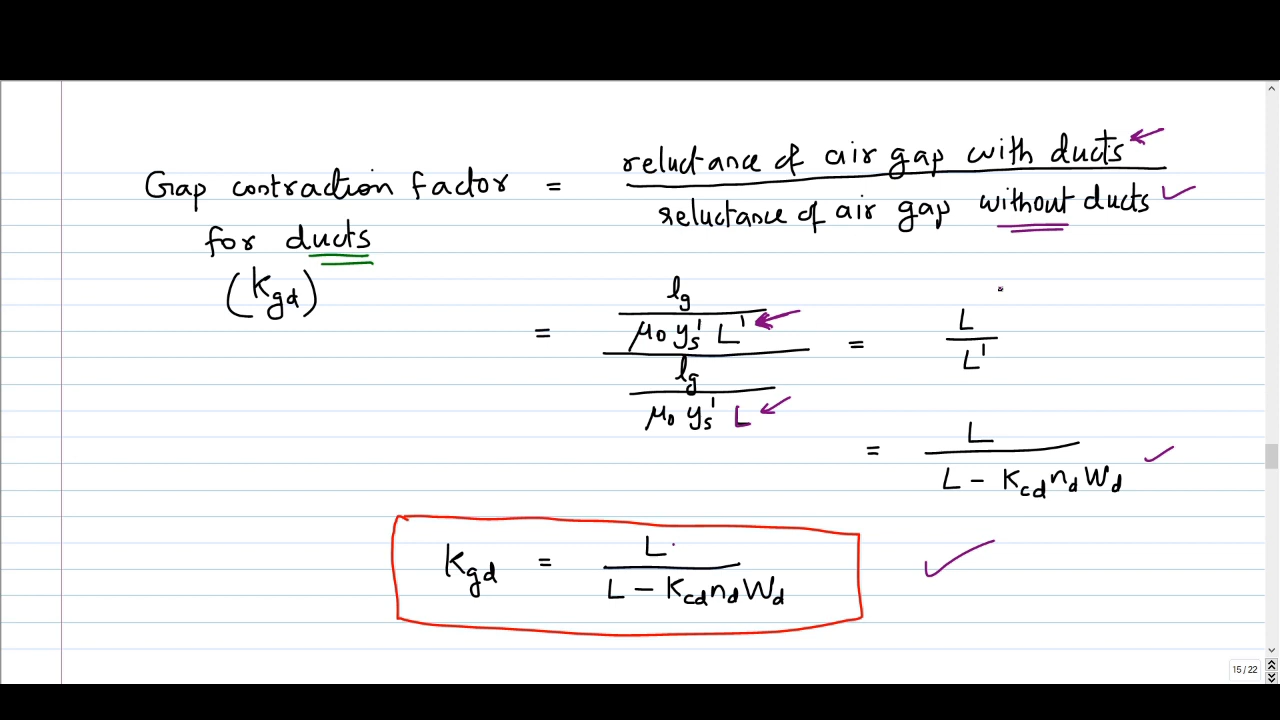 Gap contraction factor = reluctance of air gap with ducts / reluctance of air gap without ducts
for ducts
(Kgd)
= (lg / μ0 ys' L') / (lg / μ0 ys' L) = L / L'
= L / (L - Kcd nd Wd)
Kgd = L / (L - Kcd nd Wd)
15 / 22